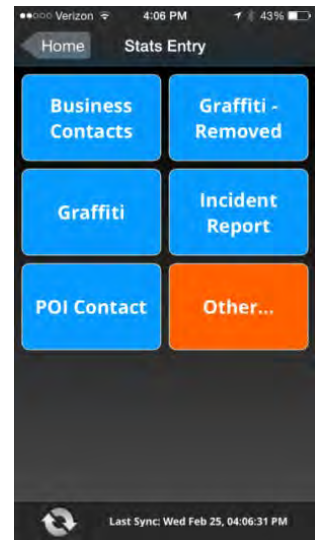 Verizon 4:06 PM 43%
Home Stats Entry
Business
Contacts
Graffiti -
Removed
Graffiti
Incident
Report
POI Contact
Other...
Last Sync: Wed Feb 25, 04:06:31 PM